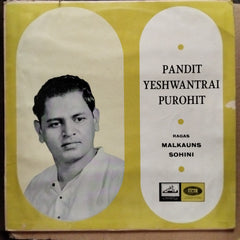 PANDIT
YESHWANTRAI
PUROHIT
RAGAS
MALKAUNS
SOHINI